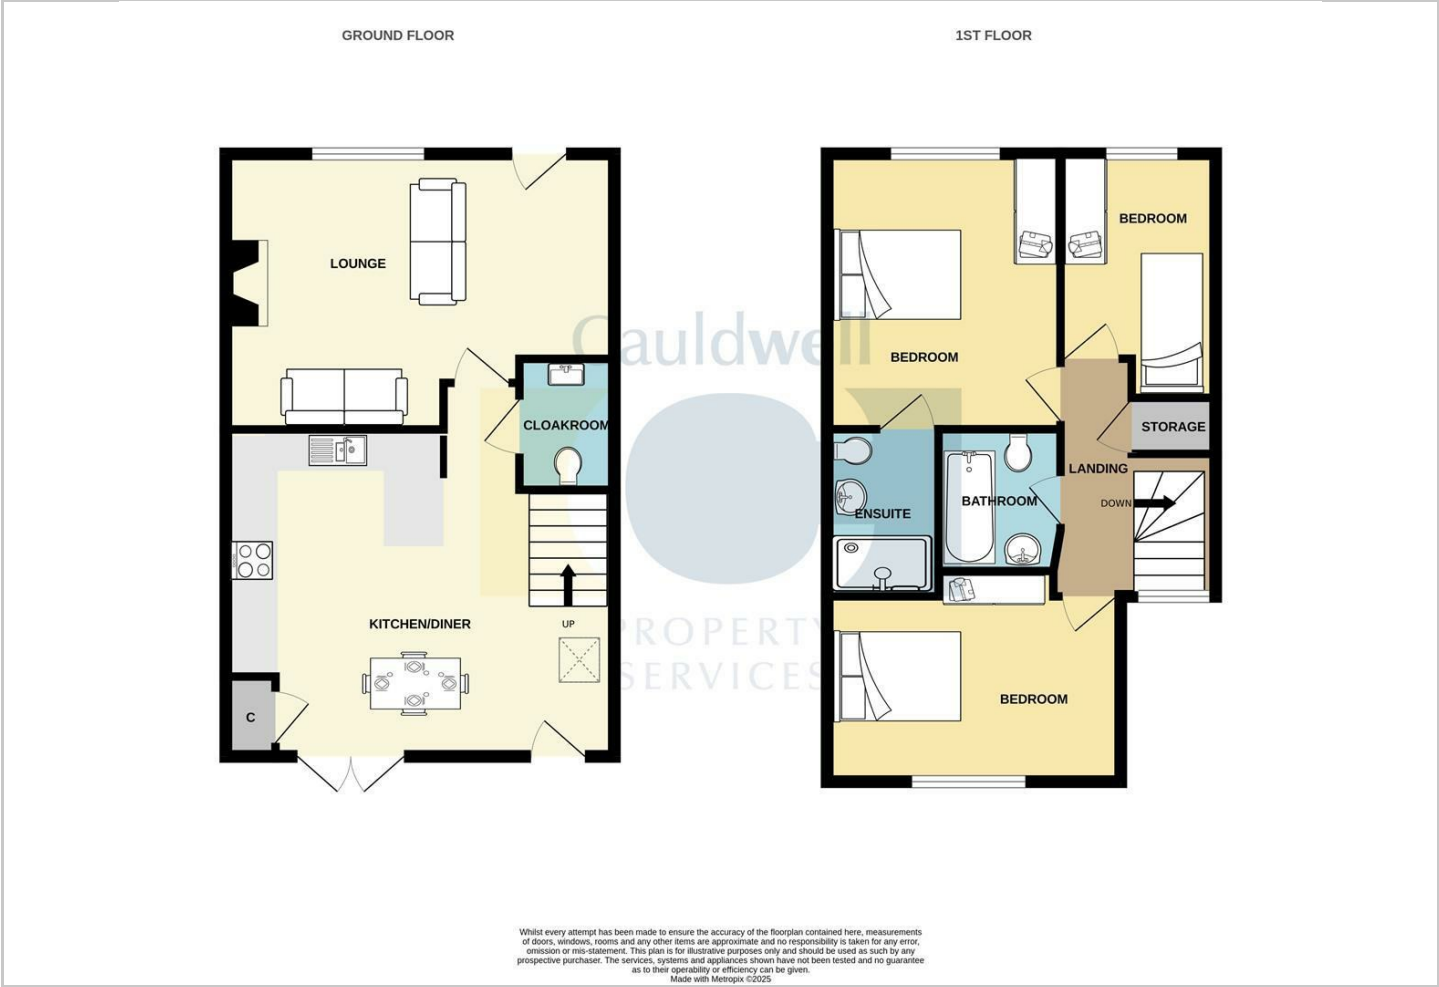 GROUND FLOOR
1ST FLOOR
LOUNGE
CLOAKROOM
KITCHEN/DINER
UP
C
BEDROOM
BEDROOM
STORAGE
LANDING
DOWN
BATHROOM
ENSUITE
BEDROOM
Cauldwell
PROPERTY
SERVICES
Whilst every attempt has been made to ensure the accuracy of the floorplan contained here, measurements
of doors, windows, rooms and any other items are approximate and no responsibility is taken for any error,
omission or mis-statement. This plan is for illustrative purposes only and should be used as such by any
prospective purchaser. The services, systems and appliances shown have not been tested and no guarantee
as to their operability or efficiency can be given.
Made with Metropix ©2025